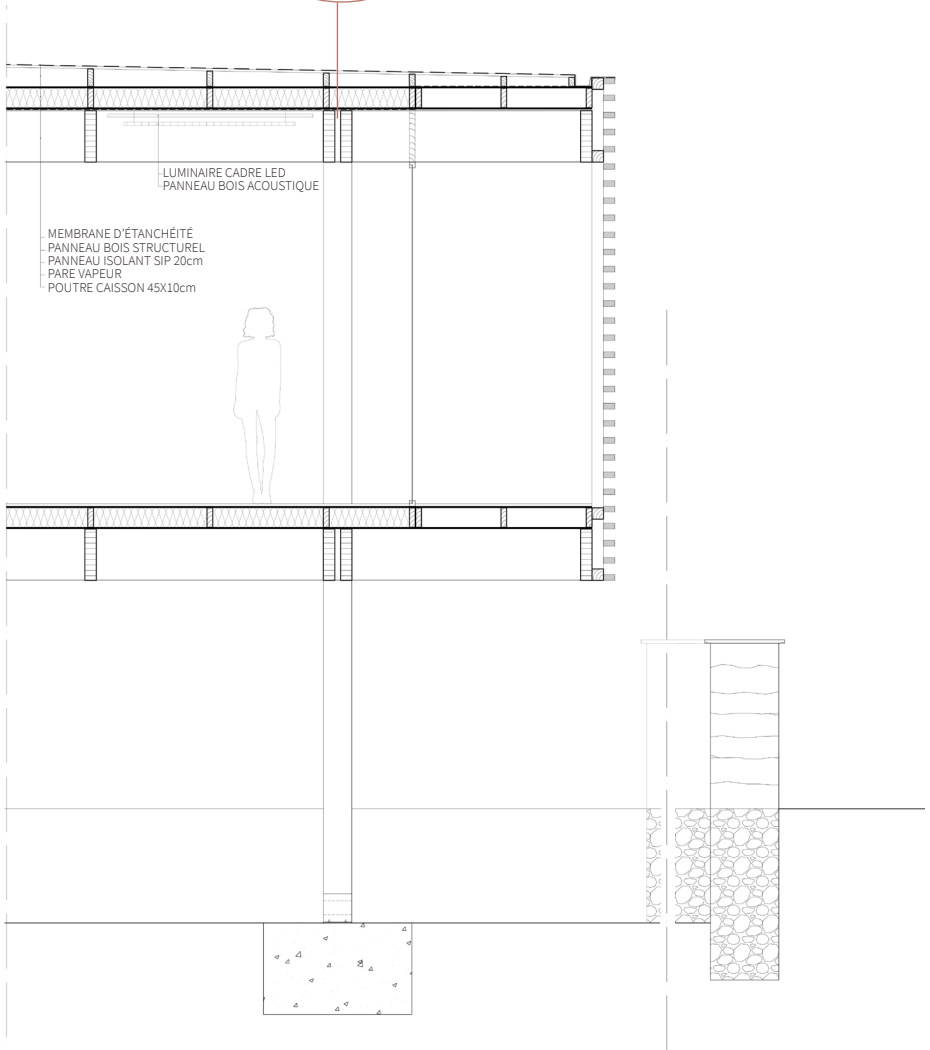 LUMINAIRE CADRE LED
PANNEAU BOIS ACOUSTIQUE
MEMBRANE D'ÉTANCHÉITÉ
PANNEAU BOIS STRUCTUREL
PANNEAU ISOLANT SIP 20cm
PARE VAPEUR
POUTRE CAISSON 45X10cm